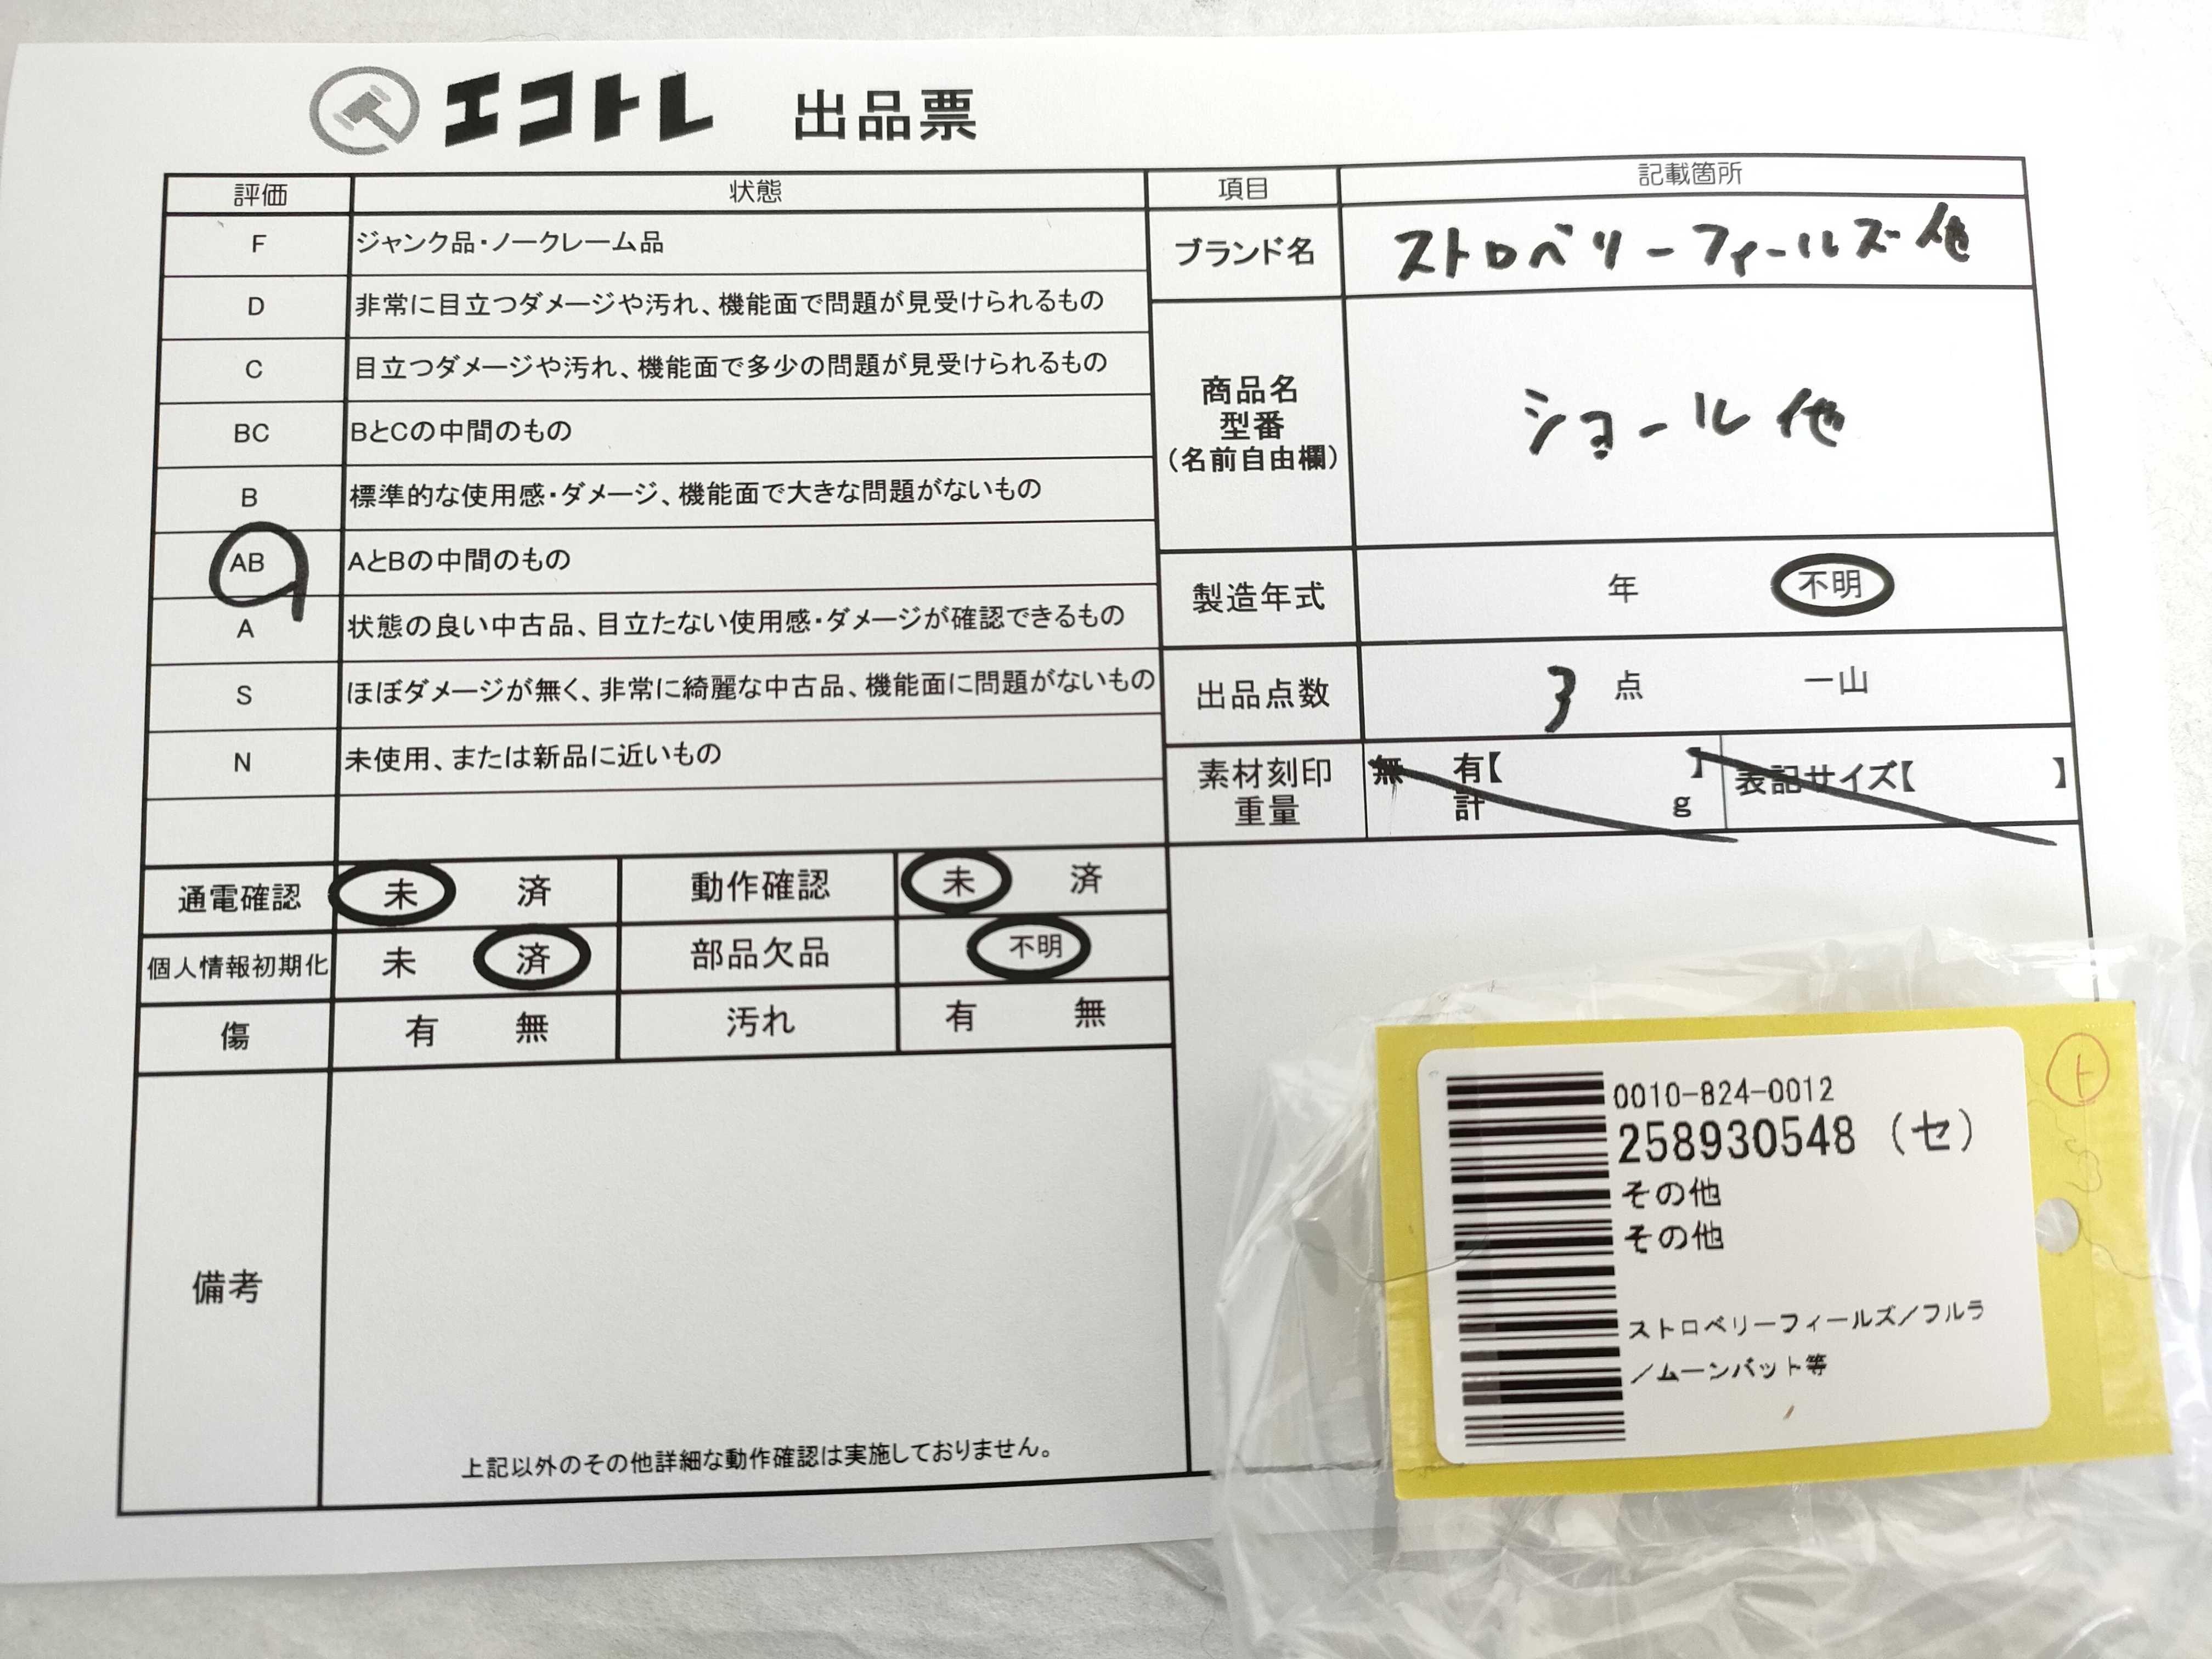 エコトレ 出品票
評価 状態 項目 記載箇所
F ジャンク品・ノークレーム品
D 非常に目立つダメージや汚れ、機能面で問題が見受けられるもの
C 目立つダメージや汚れ、機能面で多少の問題が見受けられるもの
BC BとCの中間のもの
B 標準的な使用感・ダメージ、機能面で大きな問題がないもの
AB AとBの中間のもの
A 状態の良い中古品、目立たない使用感・ダメージが確認できるもの
S ほぼダメージが無く、非常に綺麗な中古品、機能面に問題がないもの
N 未使用、または新品に近いもの
ブランド名 ストロベリーフィールズ他
商品名
型番
（名前自由欄）
ショール他
製造年式 年 不明
出品点数 3 点 一山
素材刻印
重量
無 有【 】
計 g
表記サイズ【 】
通電確認 未 済 動作確認 未 済
個人情報初期化 未 済 部品欠品 不明
傷 有 無 汚れ 有 無
備考
上記以外のその他詳細な動作確認は実施しておりません。
0010-824-0012
258930548（セ）
その他
その他
ストロベリーフィールズ／フルラ
／ムーンバット等